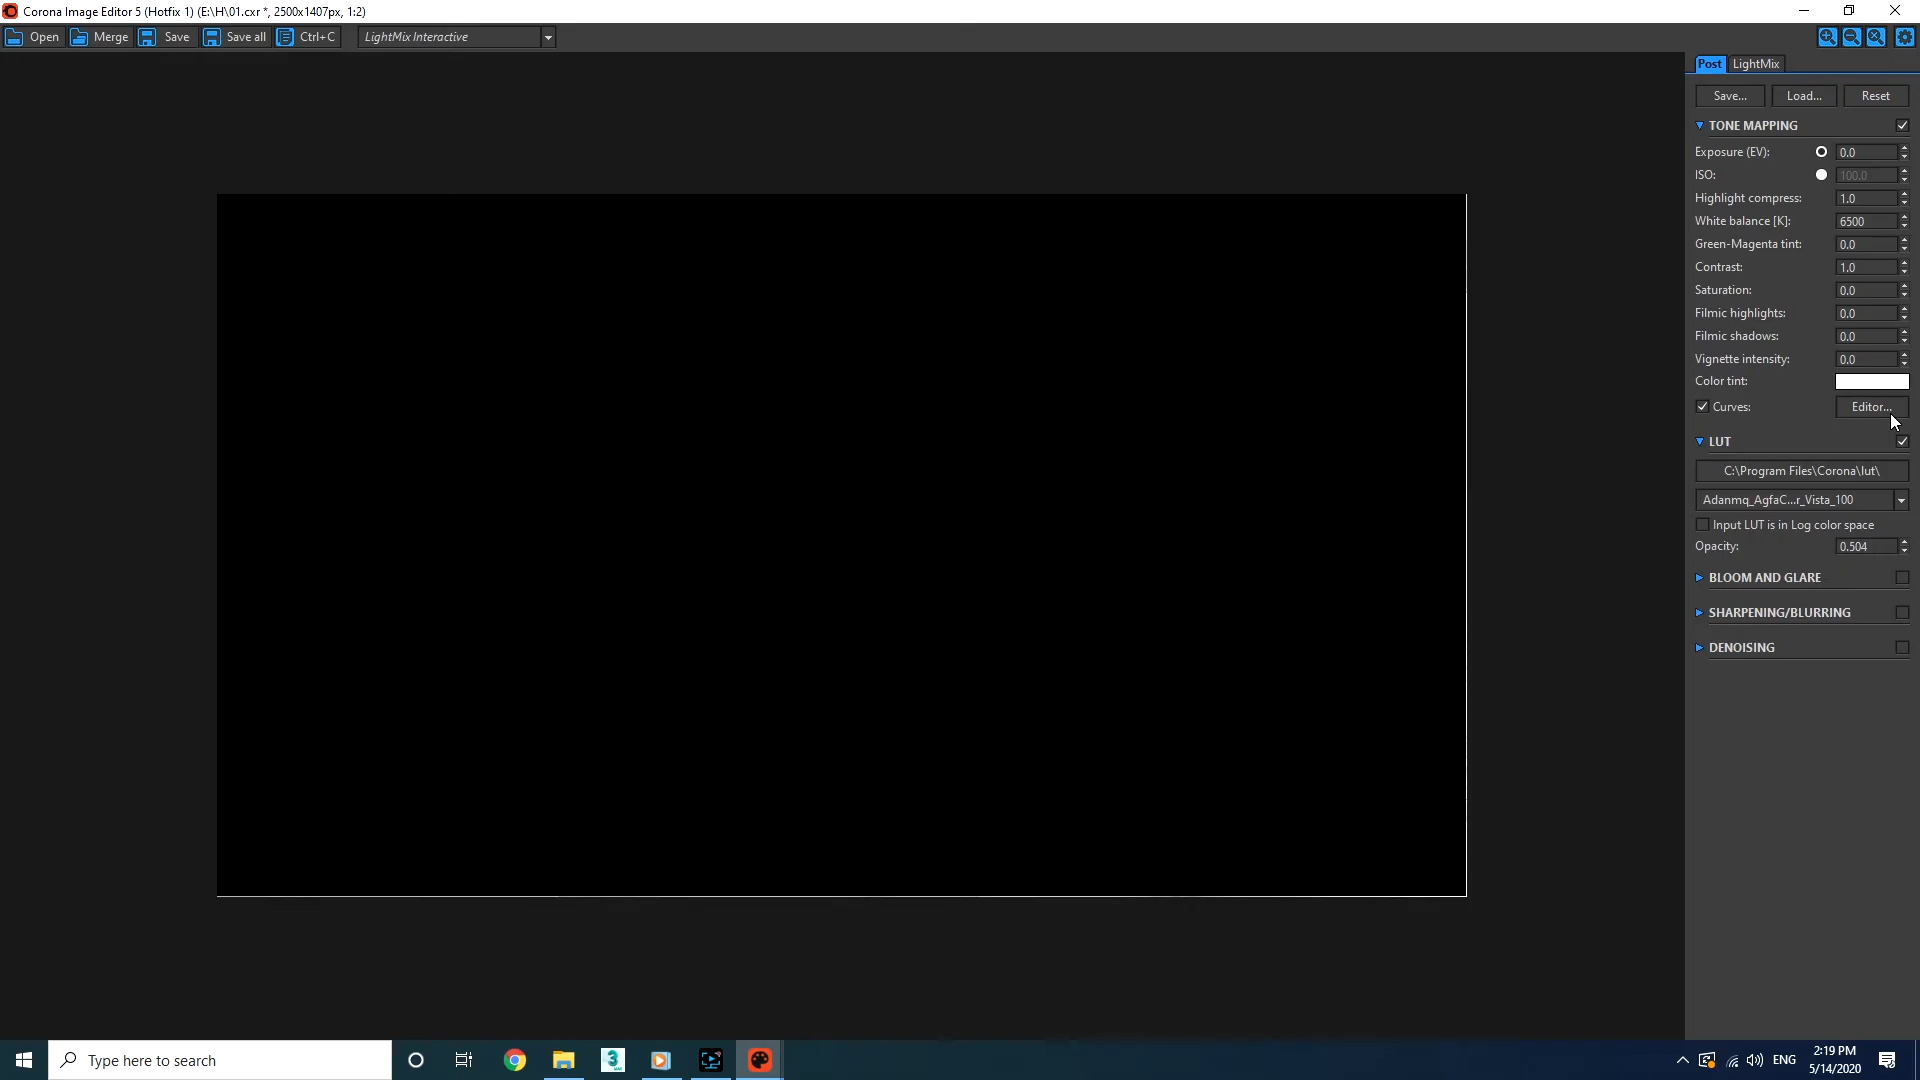 Corona Image Editor 5 (Hotfix 1) (E:\H\01.cxr *, 2500x1407px, 1:2)
Open Merge Save Save all Ctrl+C LightMix Interactive
Post LightMix
Save... Load... Reset
TONE MAPPING
Exposure (EV): 0.0
ISO: 100.0
Highlight compress: 1.0
White balance [K]: 6500
Green-Magenta tint: 0.0
Contrast: 1.0
Saturation: 0.0
Filmic highlights: 0.0
Filmic shadows: 0.0
Vignette intensity: 0.0
Color tint:
Curves: Editor...
LUT
C:\Program Files\Corona\lut\
Adanmq_AgfaC...r_Vista_100
Input LUT is in Log color space
Opacity: 0.504
BLOOM AND GLARE
SHARPENING/BLURRING
DENOISING
Type here to search
3
ENG
2:19 PM
5/14/2020